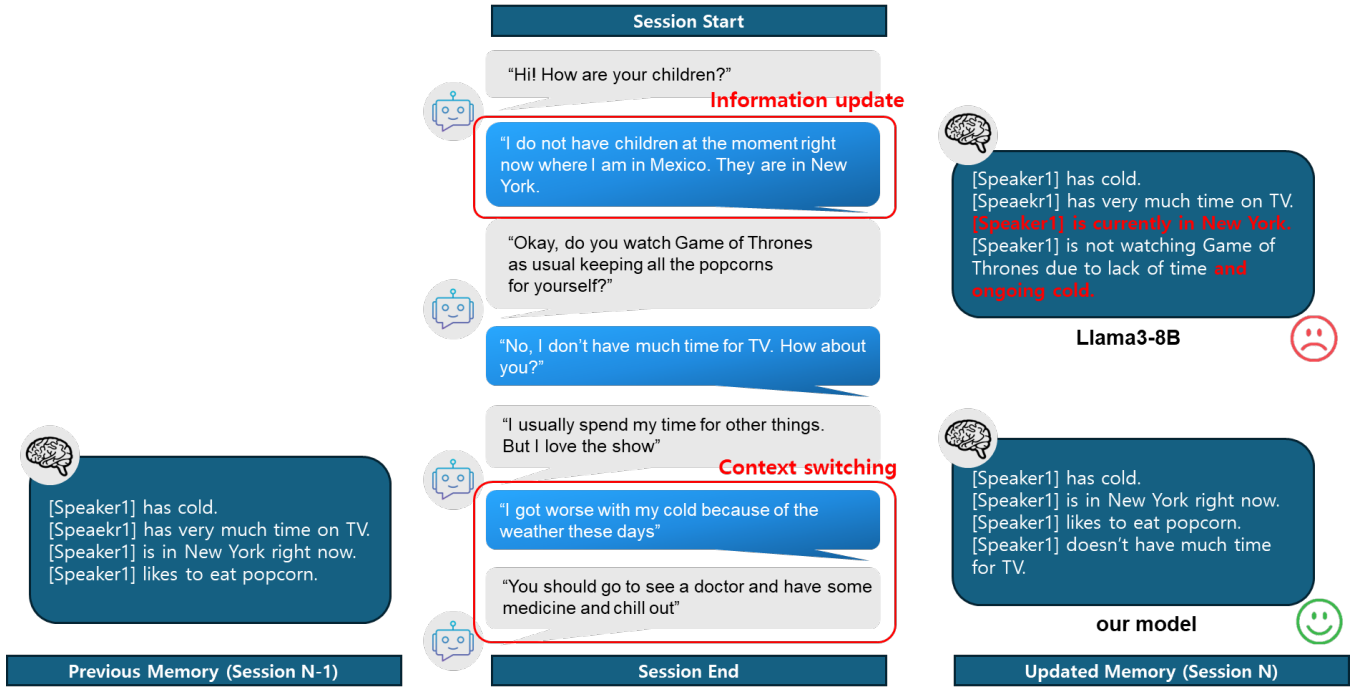 Session Start
“Hi! How are your children?”
Information update
“I do not have children at the moment right
now where I am in Mexico. They are in New
York.
“Okay, do you watch Game of Thrones
as usual keeping all the popcorns
for yourself?”
“No, I don’t have much time for TV. How about
you?”
“I usually spend my time for other things.
But I love the show”
Context switching
“I got worse with my cold because of the
weather these days”
“You should go to see a doctor and have some
medicine and chill out”
Session End
[Speaker1] has cold.
[Speaekr1] has very much time on TV.
[Speaker1] is in New York right now.
[Speaker1] likes to eat popcorn.
Previous Memory (Session N-1)
[Speaker1] has cold.
[Speaekr1] has very much time on TV.
[Speaker1] is currently in New York.
[Speaker1] is not watching Game of
Thrones due to lack of time and
ongoing cold.
Llama3-8B
[Speaker1] has cold.
[Speaker1] is in New York right now.
[Speaker1] likes to eat popcorn.
[Speaker1] doesn’t have much time
for TV.
our model
Updated Memory (Session N)